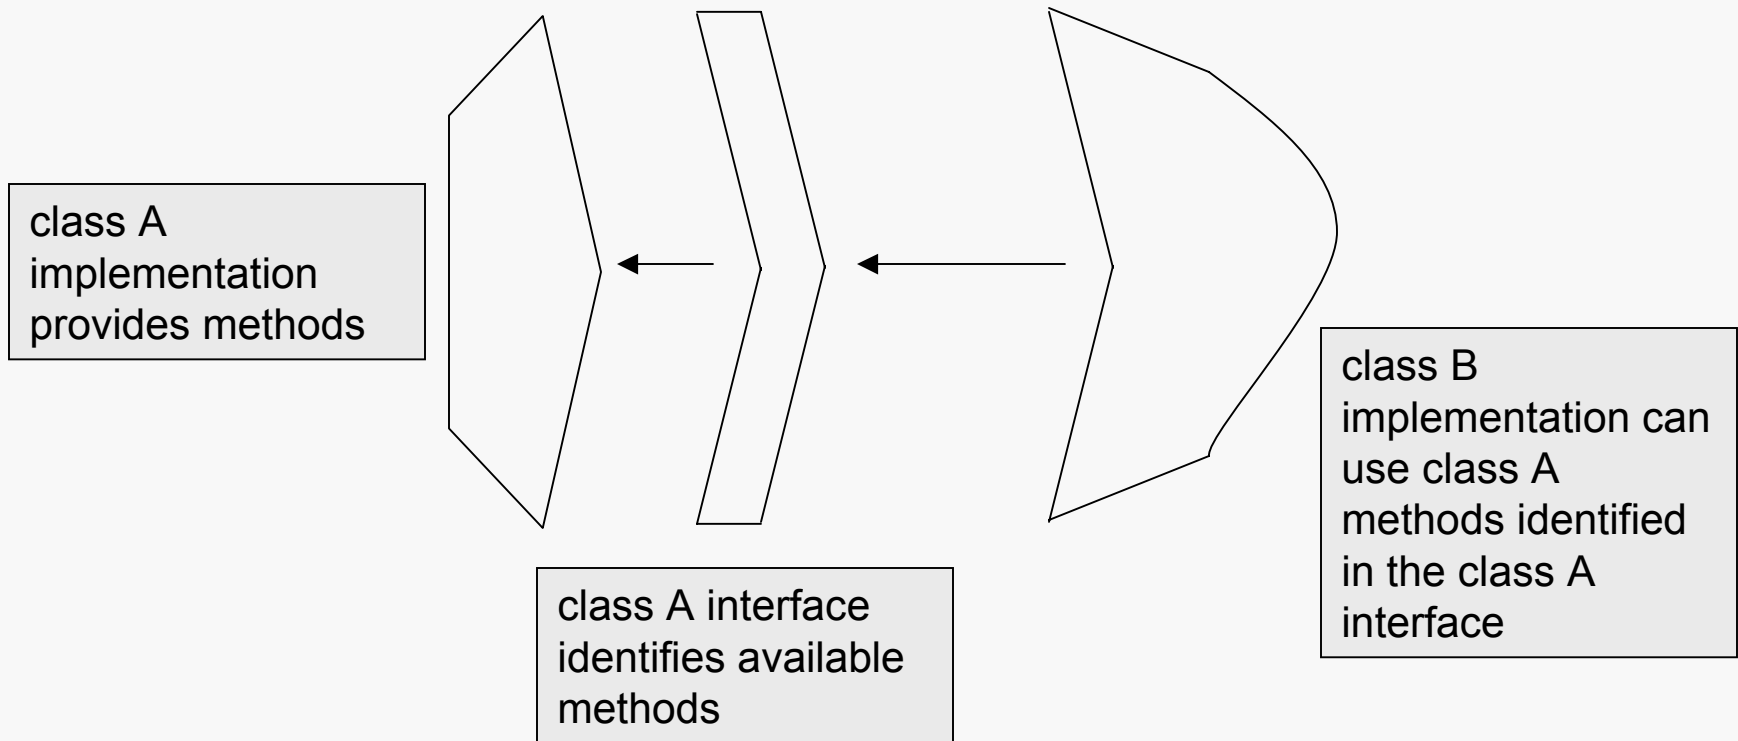 class A
implementation
provides methods
class A interface
identifies available
methods
class B
implementation can
use class A
methods identified
in the class A
interface